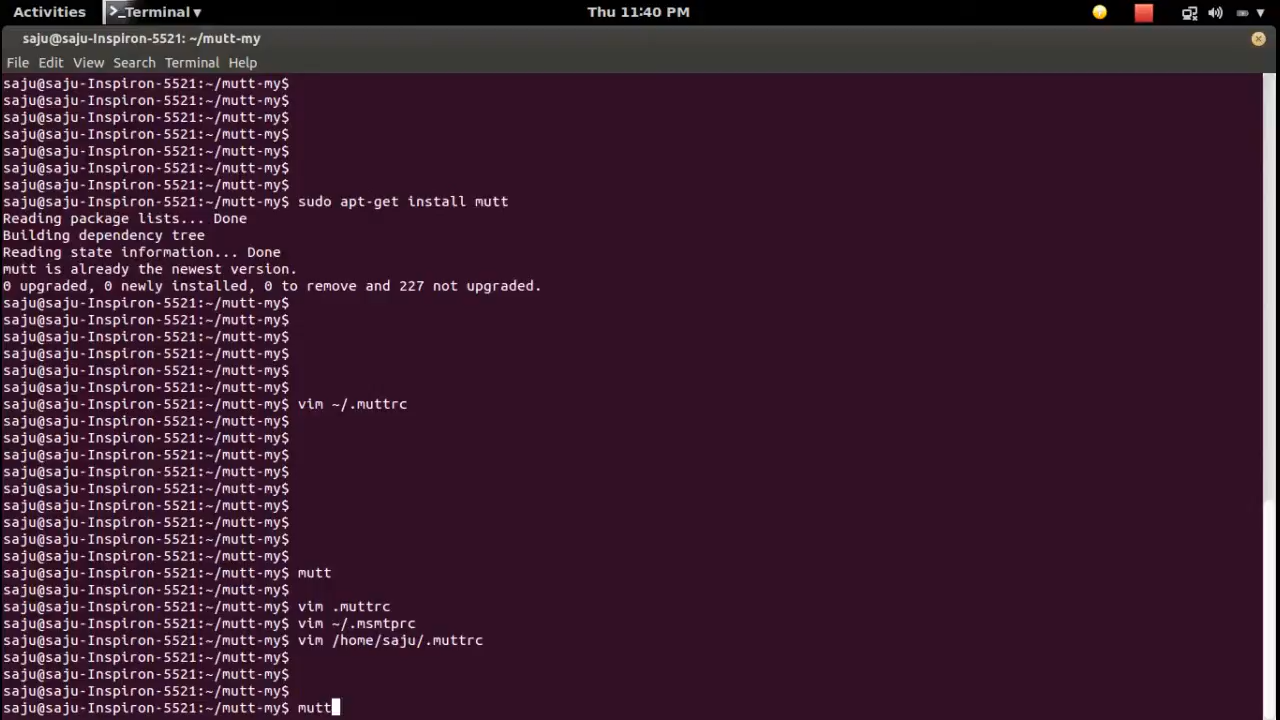 Activities
>_Terminal ▾
Thu 11:40 PM
saju@saju-Inspiron-5521: ~/mutt-my
File Edit View Search Terminal Help
saju@saju-Inspiron-5521:~/mutt-my$
saju@saju-Inspiron-5521:~/mutt-my$
saju@saju-Inspiron-5521:~/mutt-my$
saju@saju-Inspiron-5521:~/mutt-my$
saju@saju-Inspiron-5521:~/mutt-my$
saju@saju-Inspiron-5521:~/mutt-my$
saju@saju-Inspiron-5521:~/mutt-my$
saju@saju-Inspiron-5521:~/mutt-my$ sudo apt-get install mutt
Reading package lists... Done
Building dependency tree
Reading state information... Done
mutt is already the newest version.
0 upgraded, 0 newly installed, 0 to remove and 227 not upgraded.
saju@saju-Inspiron-5521:~/mutt-my$
saju@saju-Inspiron-5521:~/mutt-my$
saju@saju-Inspiron-5521:~/mutt-my$
saju@saju-Inspiron-5521:~/mutt-my$
saju@saju-Inspiron-5521:~/mutt-my$
saju@saju-Inspiron-5521:~/mutt-my$
saju@saju-Inspiron-5521:~/mutt-my$ vim ~/.muttrc
saju@saju-Inspiron-5521:~/mutt-my$
saju@saju-Inspiron-5521:~/mutt-my$
saju@saju-Inspiron-5521:~/mutt-my$
saju@saju-Inspiron-5521:~/mutt-my$
saju@saju-Inspiron-5521:~/mutt-my$
saju@saju-Inspiron-5521:~/mutt-my$
saju@saju-Inspiron-5521:~/mutt-my$
saju@saju-Inspiron-5521:~/mutt-my$
saju@saju-Inspiron-5521:~/mutt-my$
saju@saju-Inspiron-5521:~/mutt-my$ mutt
saju@saju-Inspiron-5521:~/mutt-my$
saju@saju-Inspiron-5521:~/mutt-my$ vim .muttrc
saju@saju-Inspiron-5521:~/mutt-my$ vim ~/.msmtprc
saju@saju-Inspiron-5521:~/mutt-my$ vim /home/saju/.muttrc
saju@saju-Inspiron-5521:~/mutt-my$
saju@saju-Inspiron-5521:~/mutt-my$
saju@saju-Inspiron-5521:~/mutt-my$
saju@saju-Inspiron-5521:~/mutt-my$ mutt